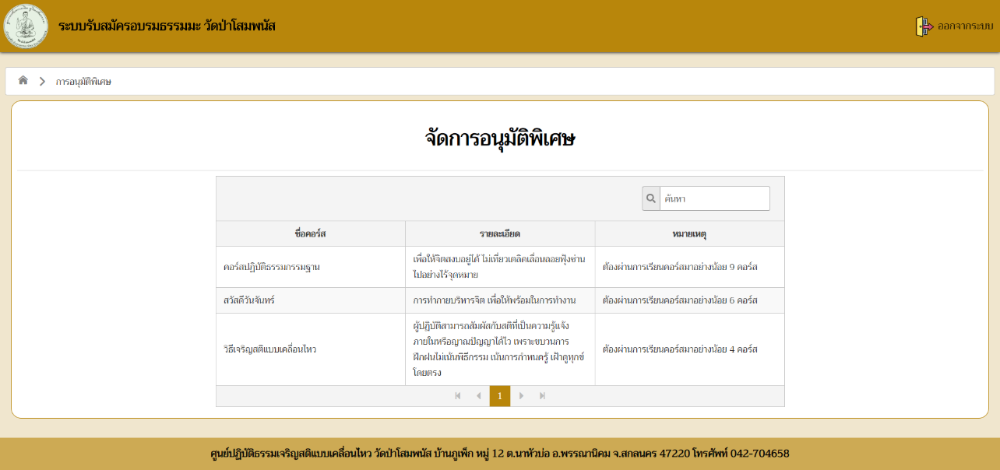 ระบบรับสมัครอบรมธรรมมะ วัดป่าโสมพนัส
ออกจากระบบ
การอนุมัติพิเศษ
จัดการอนุมัติพิเศษ
ค้นหา
ชื่อคอร์ส รายละเอียด หมายเหตุ
คอร์สปฏิบัติธรรมกรรมฐาน
เพื่อให้จิตสงบอยู่ได้ ไม่เที่ยวเตลิดเลื่อนลอยฟุ้งซ่าน
ไปอย่างไร้จุดหมาย
ต้องผ่านการเรียนคอร์สมาอย่างน้อย 9 คอร์ส
สวัสดีวันจันทร์ การทำกายบริหารจิต เพื่อให้พร้อมในการทำงาน ต้องผ่านการเรียนคอร์สมาอย่างน้อย 6 คอร์ส
วิธีเจริญสติแบบเคลื่อนไหว
ผู้ปฏิบัติสามารถสัมผัสกับสติที่เป็นความรู้แจ้ง
ภายในหรือญาณปัญญาได้ไว เพราะขบวนการ
ฝึกฝนไม่เน้นพิธีกรรม เน้นการกำหนดรู้ เฝ้าดูทุกข์
โดยตรง
ต้องผ่านการเรียนคอร์สมาอย่างน้อย 4 คอร์ส
1
ศูนย์ปฏิบัติธรรมเจริญสติแบบเคลื่อนไหว วัดป่าโสมพนัส บ้านภูเพ็ก หมู่ 12 ต.นาหัวบ่อ อ.พรรณานิคม จ.สกลนคร 47220 โทรศัพท์ 042-704658